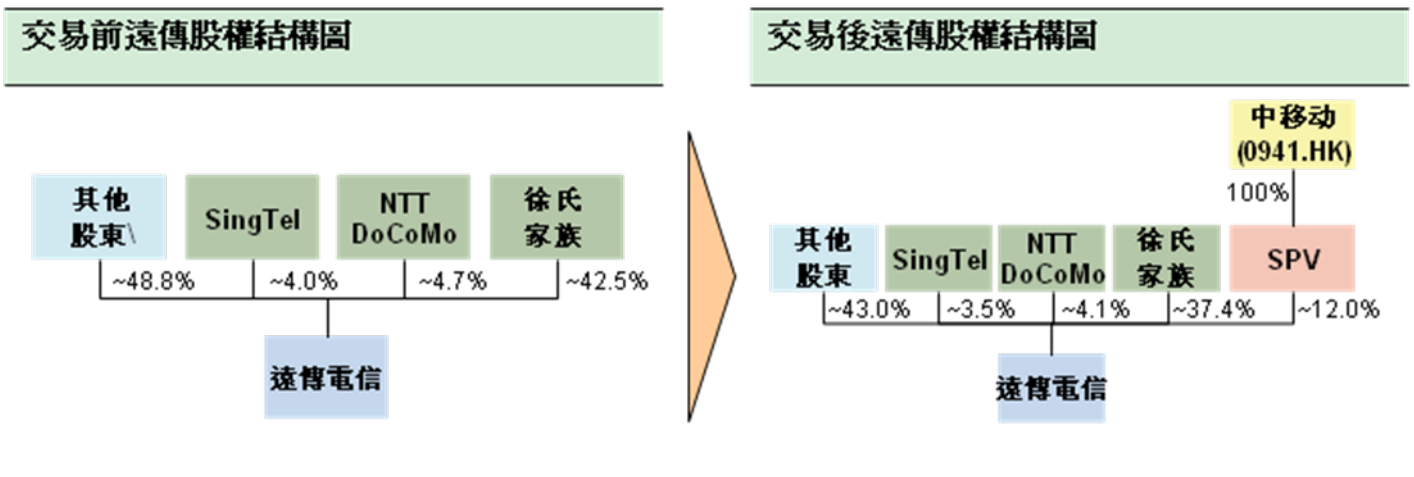 交易前遠傳股權結構圖
其他
股東\
SingTel
NTT
DoCoMo
徐氏
家族
~48.8%
~4.0%
~4.7%
~42.5%
遠傳電信
交易後遠傳股權結構圖
中移动
(0941.HK)
100%
其他
股東
SingTel
NTT
DoCoMo
徐氏
家族
SPV
~43.0%
~3.5%
~4.1%
~37.4%
~12.0%
遠傳電信